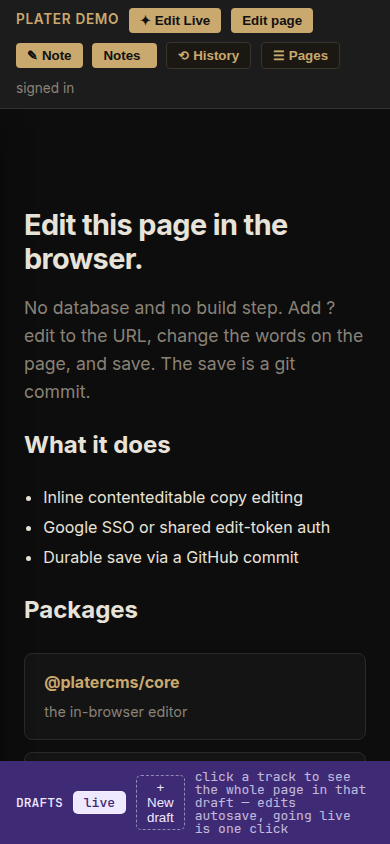 PLATER DEMO ✦ Edit Live Edit page
✎ Note Notes ⟲ History ☰ Pages
signed in
Edit this page in the
browser.
No database and no build step. Add ?
edit to the URL, change the words on the
page, and save. The save is a git
commit.
What it does
• Inline contenteditable copy editing
• Google SSO or shared edit-token auth
• Durable save via a GitHub commit
Packages
@platercms/core
the in-browser editor
DRAFTS live
+
New
draft
click a track to see
the whole page in that
draft — edits
autosave, going live
is one click